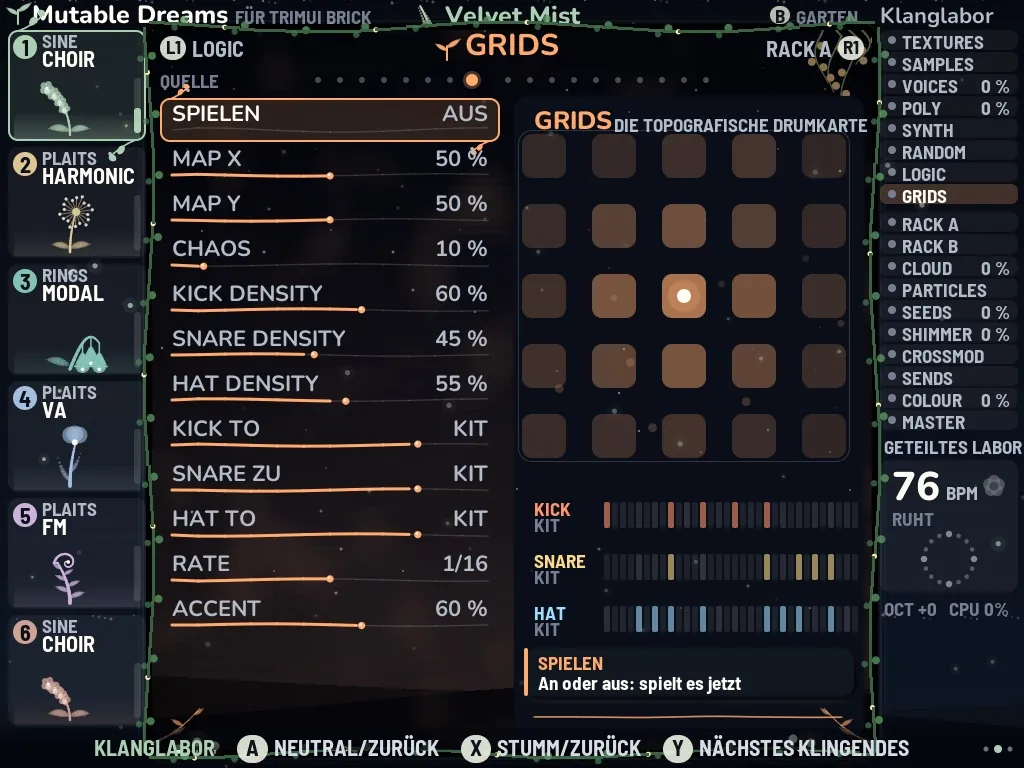 Mutable Dreams FÜR TRIMUI BRICK
Velvet Mist
B GARTEN
Klanglabor
1 SINE
CHOIR
2 PLAITS
HARMONIC
3 RINGS
MODAL
4 PLAITS
VA
5 PLAITS
FM
6 SINE
CHOIR
L1 LOGIC
GRIDS
RACK A R1
QUELLE
SPIELEN AUS
MAP X 50 %
MAP Y 50 %
CHAOS 10 %
KICK DENSITY 60 %
SNARE DENSITY 45 %
HAT DENSITY 55 %
KICK TO KIT
SNARE ZU KIT
HAT TO KIT
RATE 1/16
ACCENT 60 %
GRIDS DIE TOPOGRAFISCHE DRUMKARTE
KICK
KIT
SNARE
KIT
HAT
KIT
SPIELEN
An oder aus: spielt es jetzt
TEXTURES
SAMPLES
VOICES 0 %
POLY 0 %
SYNTH
RANDOM
LOGIC
GRIDS
RACK A
RACK B
CLOUD 0 %
PARTICLES
SEEDS 0 %
SHIMMER 0 %
CROSSMOD
SENDS
COLOUR 0 %
MASTER
GETEILTES LABOR
76 BPM
RUHT
OCT +0 CPU 0%
KLANGLABOR A NEUTRAL/ZURÜCK X STUMM/ZURÜCK Y NÄCHSTES KLINGENDES